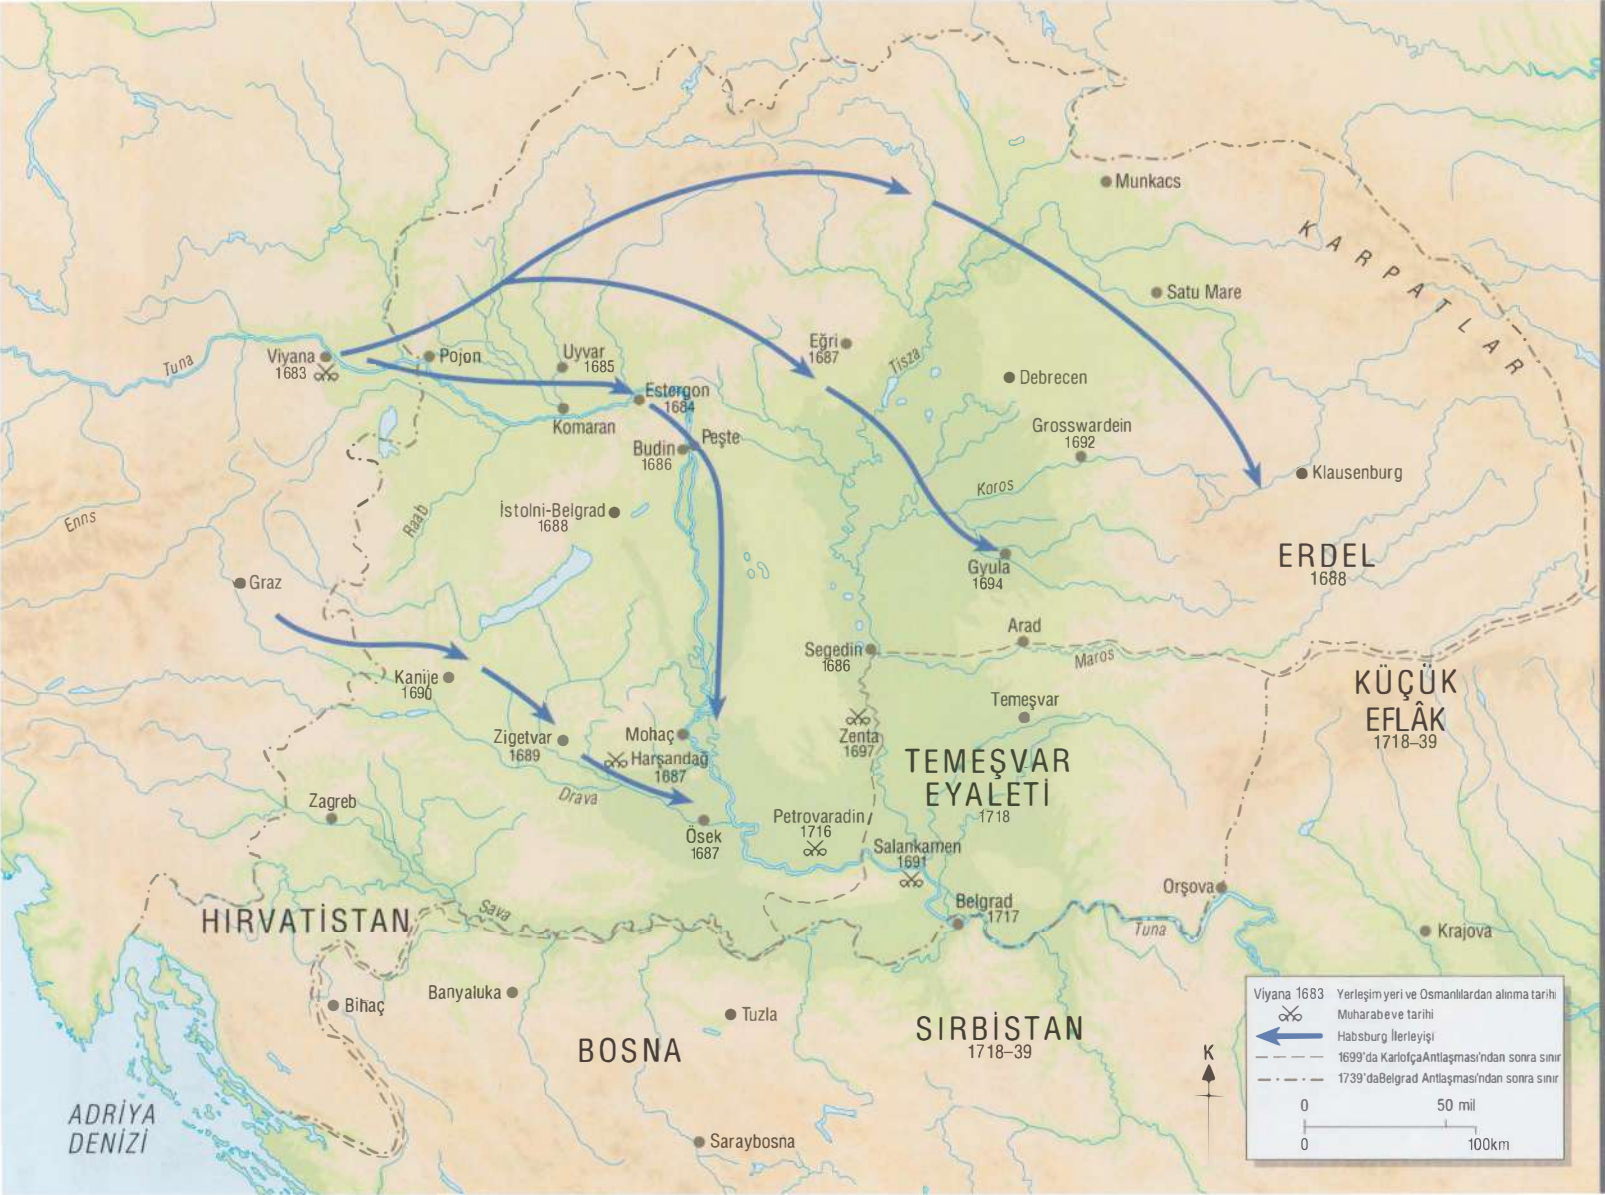 Munkacs
KARPATLAR
Satu Mare
Tuna
Viyana
1683
Pojon
Uyvar
1685
Eğri
1687
Tisza
Debrecen
Estergon
1684
Komaran
Budin
1686
Peşte
Grosswardein
1692
Klausenburg
Koros
Enns
Raab
İstolni-Belgrad
1688
ERDEL
1688
Gyula
1694
Graz
Arad
Maros
Segedin
1686
Kanije
1690
KÜÇÜK
EFLÂK
1718–39
Temeşvar
Zigetvar
1689
Mohaç
Harşandağ
1687
Zenta
1697
TEMEŞVAR
EYALETİ
1718
Drava
Zagreb
Ösek
1687
Petrovaradin
1716
Salankamen
1691
Orşova
Belgrad
1717
HIRVATİSTAN
Sava
Tuna
Krajova
Banyaluka
Bihaç
Tuzla
BOSNA
SIRBİSTAN
1718–39
Saraybosna
ADRİYA
DENİZİ
K
Viyana 1683 Yerleşim yeri ve Osmanlılardan alınma tarihi
Muharabe ve tarihi
Habsburg İlerleyişi
1699'da Karlofça Antlaşması'ndan sonra sınır
1739'da Belgrad Antlaşması'ndan sonra sınır
0 50 mil
0 100km